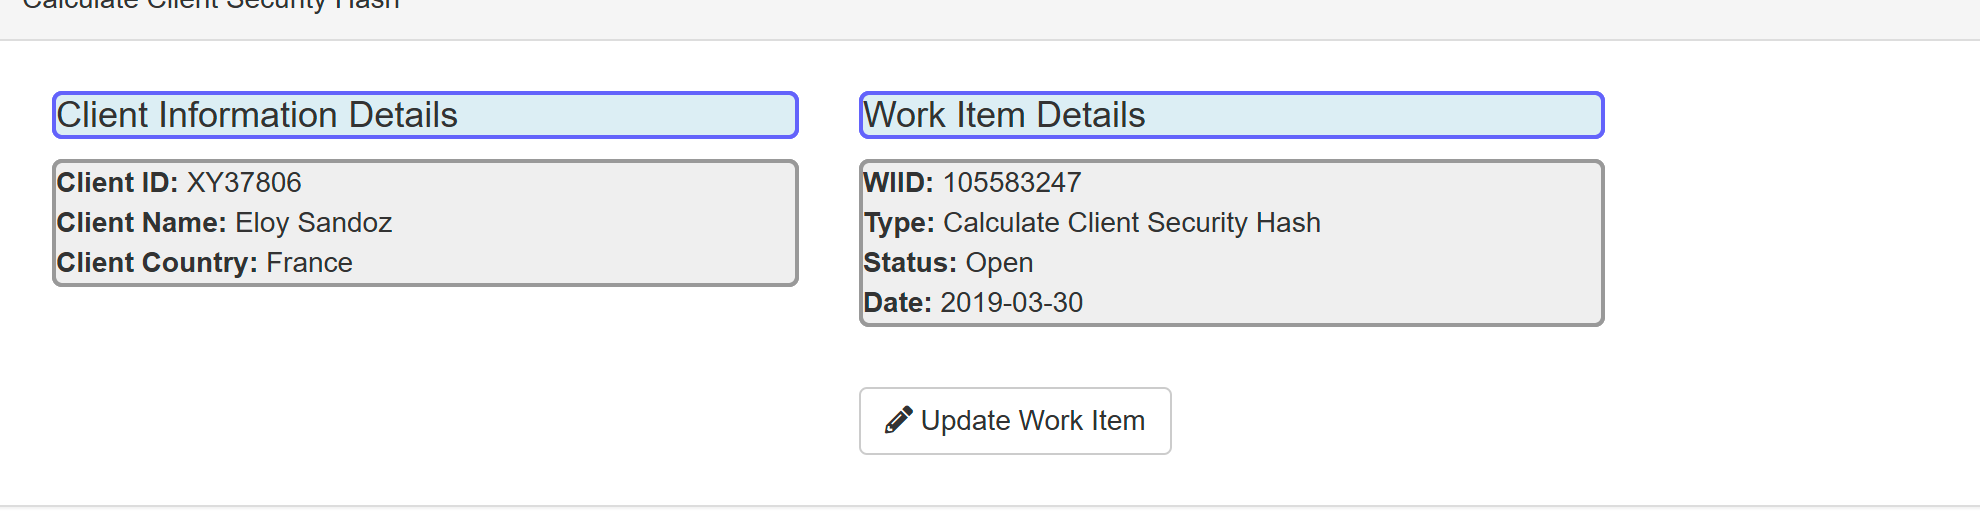 Calculate Client Security Hash
Client Information Details
Client ID: XY37806
Client Name: Eloy Sandoz
Client Country: France
Work Item Details
WIID: 105583247
Type: Calculate Client Security Hash
Status: Open
Date: 2019-03-30
Update Work Item